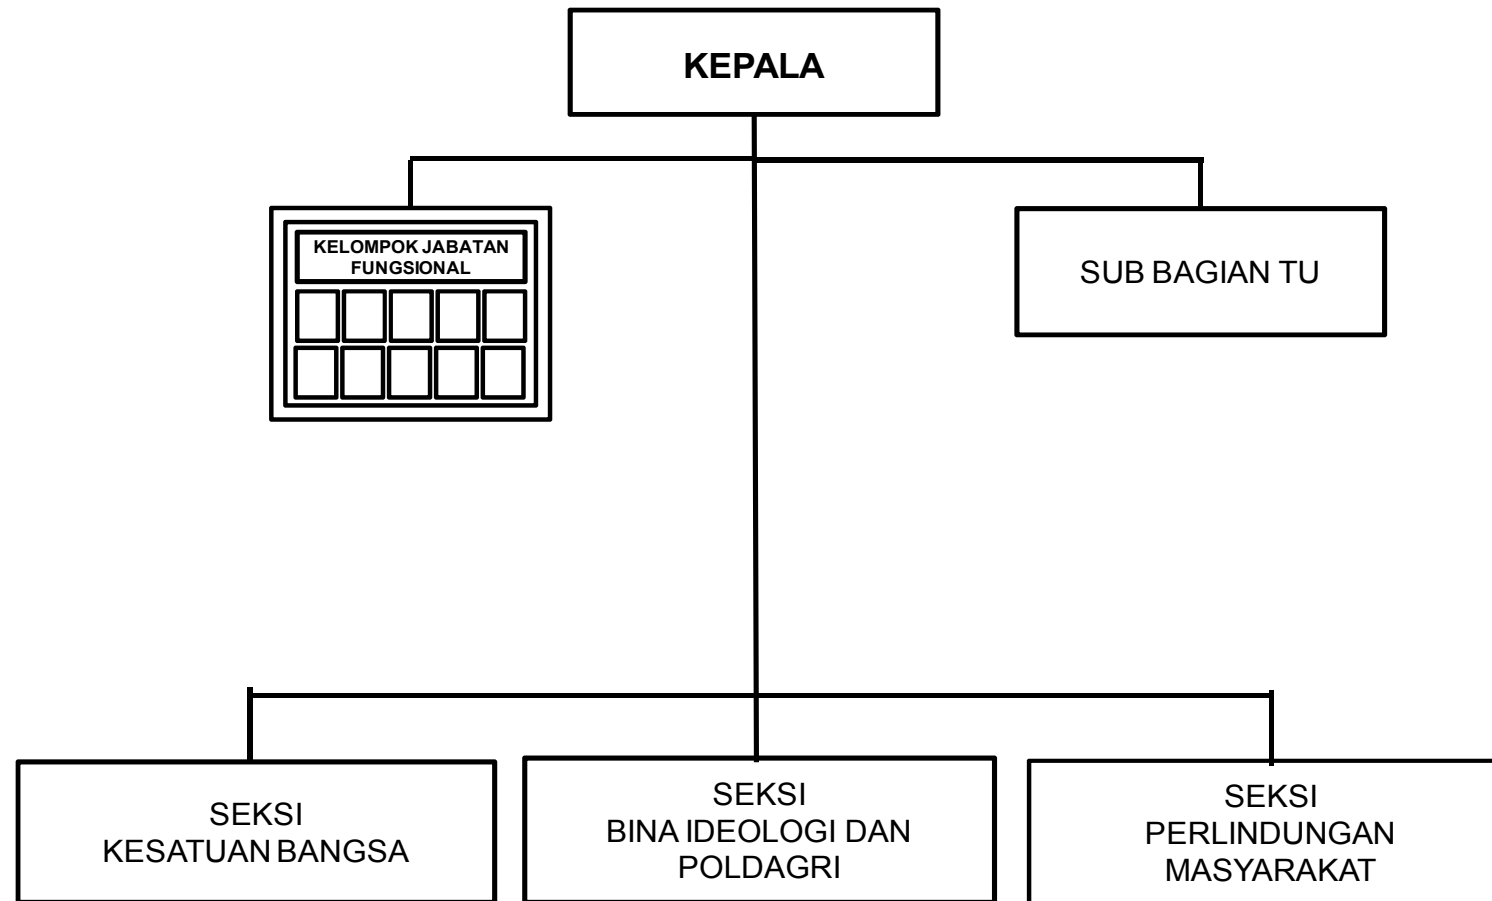 KEPALA
KELOMPOK JABATAN
FUNGSIONAL
SUB BAGIAN TU
SEKSI
KESATUAN BANGSA
SEKSI
BINA IDEOLOGI DAN
POLDAGRI
SEKSI
PERLINDUNGAN
MASYARAKAT